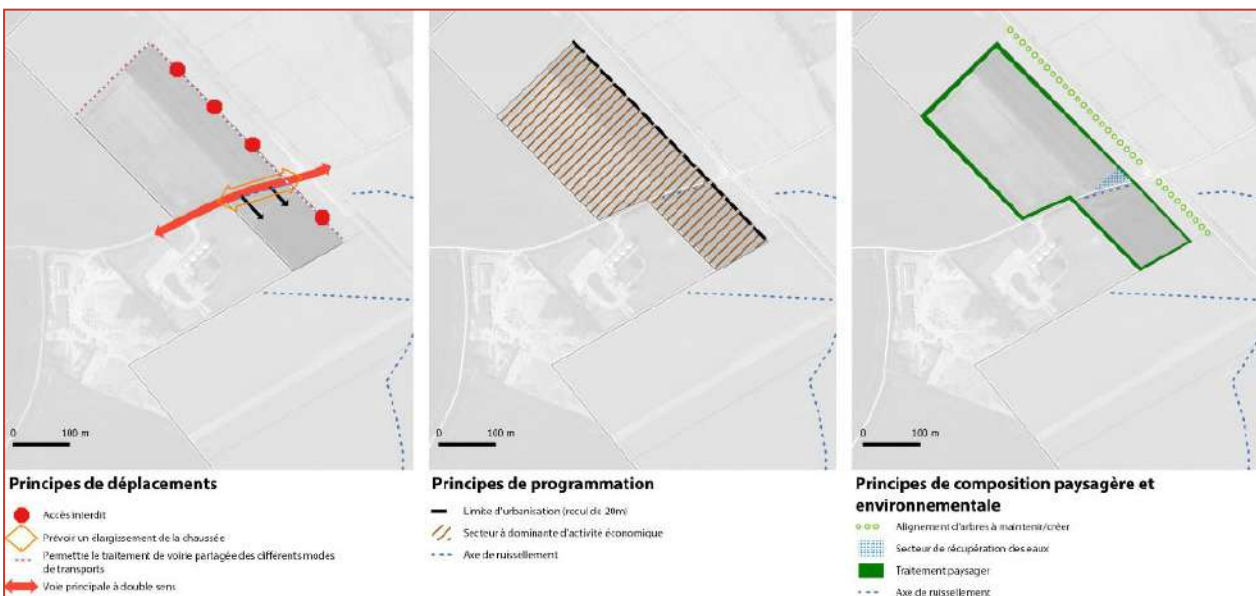 0 100 m
0 100 m
0 100 m
Principes de déplacements
Accès interdit
Prévoir un élargissement de la chaussée
Permettre le traitement de voirie partagée des différents modes
de transports
Voie principale à double sens
Principes de programmation
Limite d'urbanisation (recul de 20m)
Secteur à dominante d'activité économique
Axe de ruissellement
Principes de composition paysagère et
environnementale
Alignement d'arbres à maintenir/créer
Secteur de récupération des eaux
Traitement paysager
Axe de ruissellement